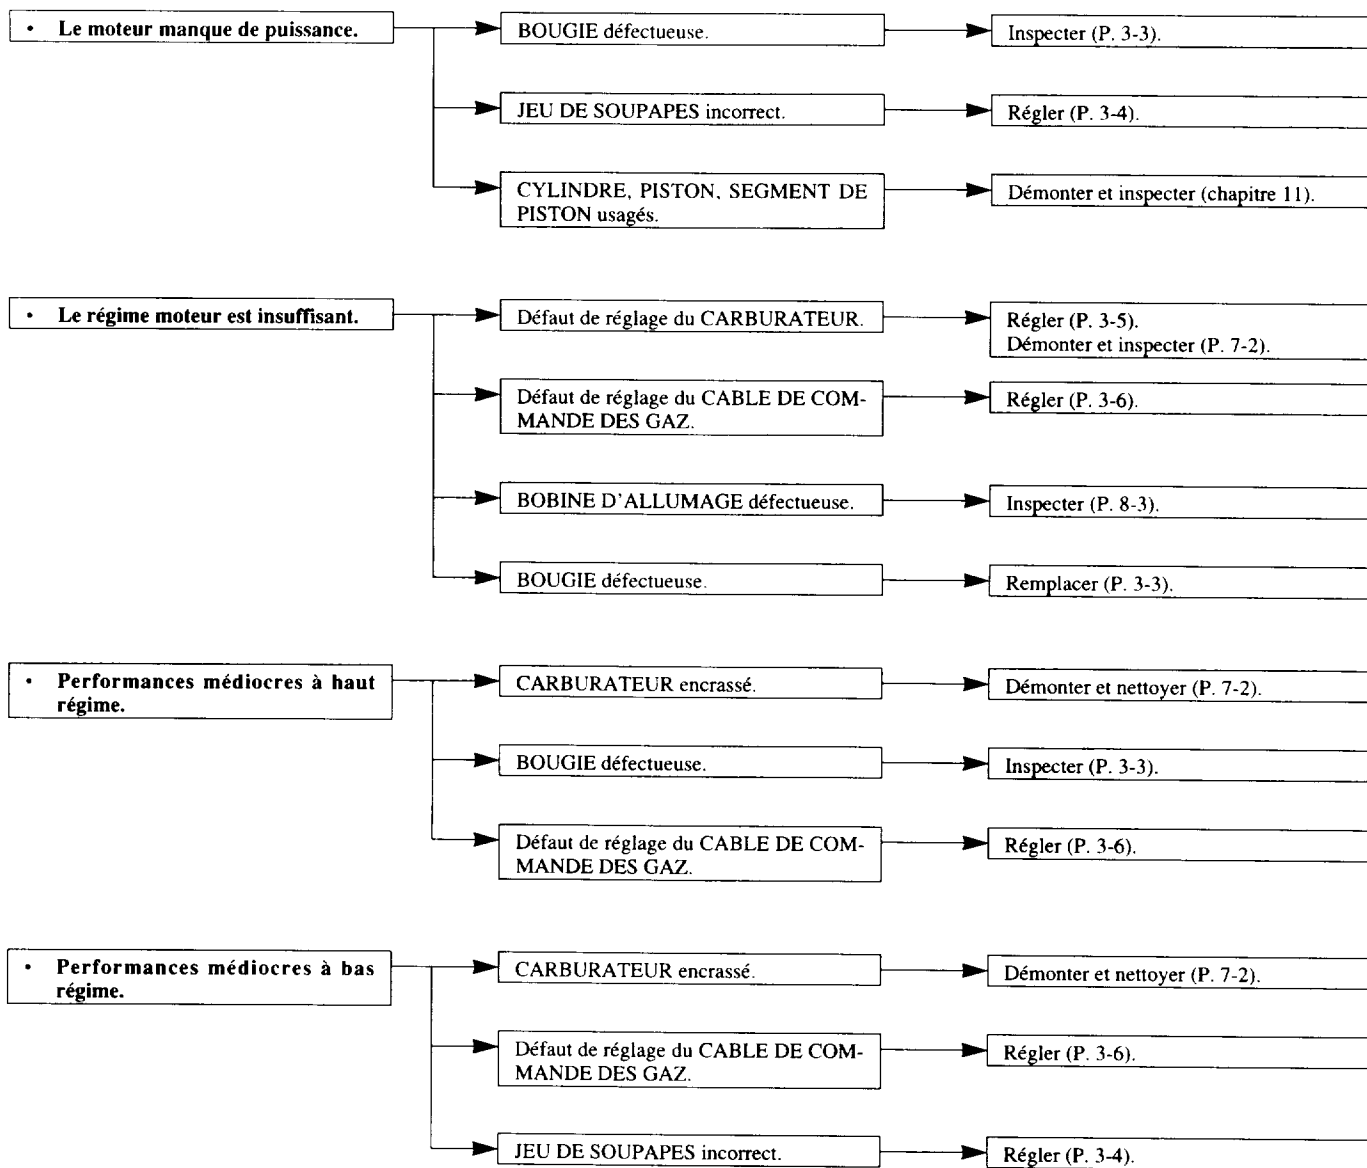 • Le moteur manque de puissance.
BOUGIE défectueuse.
Inspecter (P. 3-3).
JEU DE SOUPAPES incorrect.
Régler (P. 3-4).
CYLINDRE, PISTON, SEGMENT DE
PISTON usagés.
Démonter et inspecter (chapitre 11).
• Le régime moteur est insuffisant.
Défaut de réglage du CARBURATEUR.
Régler (P. 3-5).
Démonter et inspecter (P. 7-2).
Défaut de réglage du CABLE DE COM-
MANDE DES GAZ.
Régler (P. 3-6).
BOBINE D'ALLUMAGE défectueuse.
Inspecter (P. 8-3).
BOUGIE défectueuse.
Remplacer (P. 3-3).
• Performances médiocres à haut
régime.
CARBURATEUR encrassé.
Démonter et nettoyer (P. 7-2).
BOUGIE défectueuse.
Inspecter (P. 3-3).
Défaut de réglage du CABLE DE COM-
MANDE DES GAZ.
Régler (P. 3-6).
• Performances médiocres à bas
régime.
CARBURATEUR encrassé.
Démonter et nettoyer (P. 7-2).
Défaut de réglage du CABLE DE COM-
MANDE DES GAZ.
Régler (P. 3-6).
JEU DE SOUPAPES incorrect.
Régler (P. 3-4).